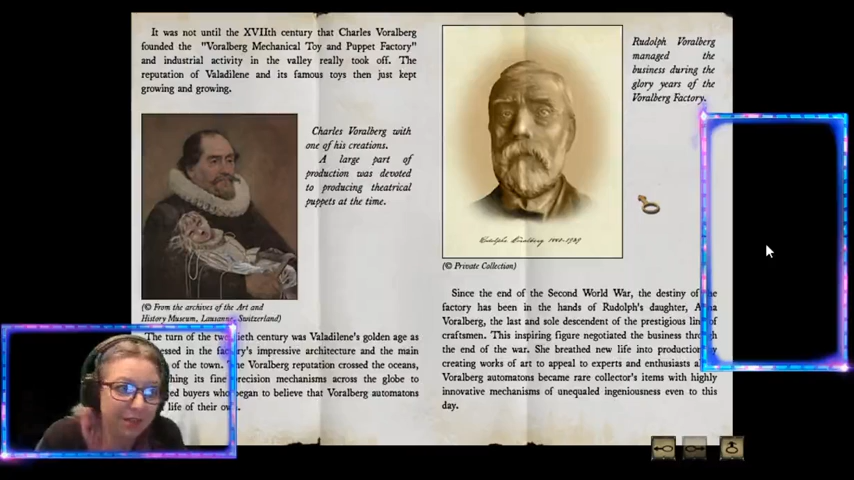 It was not until the XVIIth century that Charles Voralberg
founded the "Voralberg Mechanical Toy and Puppet Factory"
and industrial activity in the valley really took off. The
reputation of Valadilene and its famous toys then just kept
growing and growing.
Charles Voralberg with
one of his creations.
A large part of
production was devoted
to producing theatrical
puppets at the time.
(© From the archives of the Art and
History Museum, Lausanne, Switzerland)
The turn of the twentieth century was Valadilene's golden age as
in the factory's impressive architecture and the main
of the town. The Voralberg reputation crossed the oceans,
its fine precision mechanisms across the globe to
buyers who began to believe that Voralberg automatons
life of their own.
Rudolph Voralberg
managed the
business during the
glory years of the
Voralberg Factory.
(© Private Collection)
Since the end of the Second World War, the destiny of the
factory has been in the hands of Rudolph's daughter, Anna
Voralberg, the last and sole descendent of the prestigious line of
craftsmen. This inspiring figure negotiated the business through
the end of the war. She breathed new life into production,
creating works of art to appeal to experts and enthusiasts
Voralberg automatons became rare collector's items with highly
innovative mechanisms of unequaled ingeniousness even to this
day.